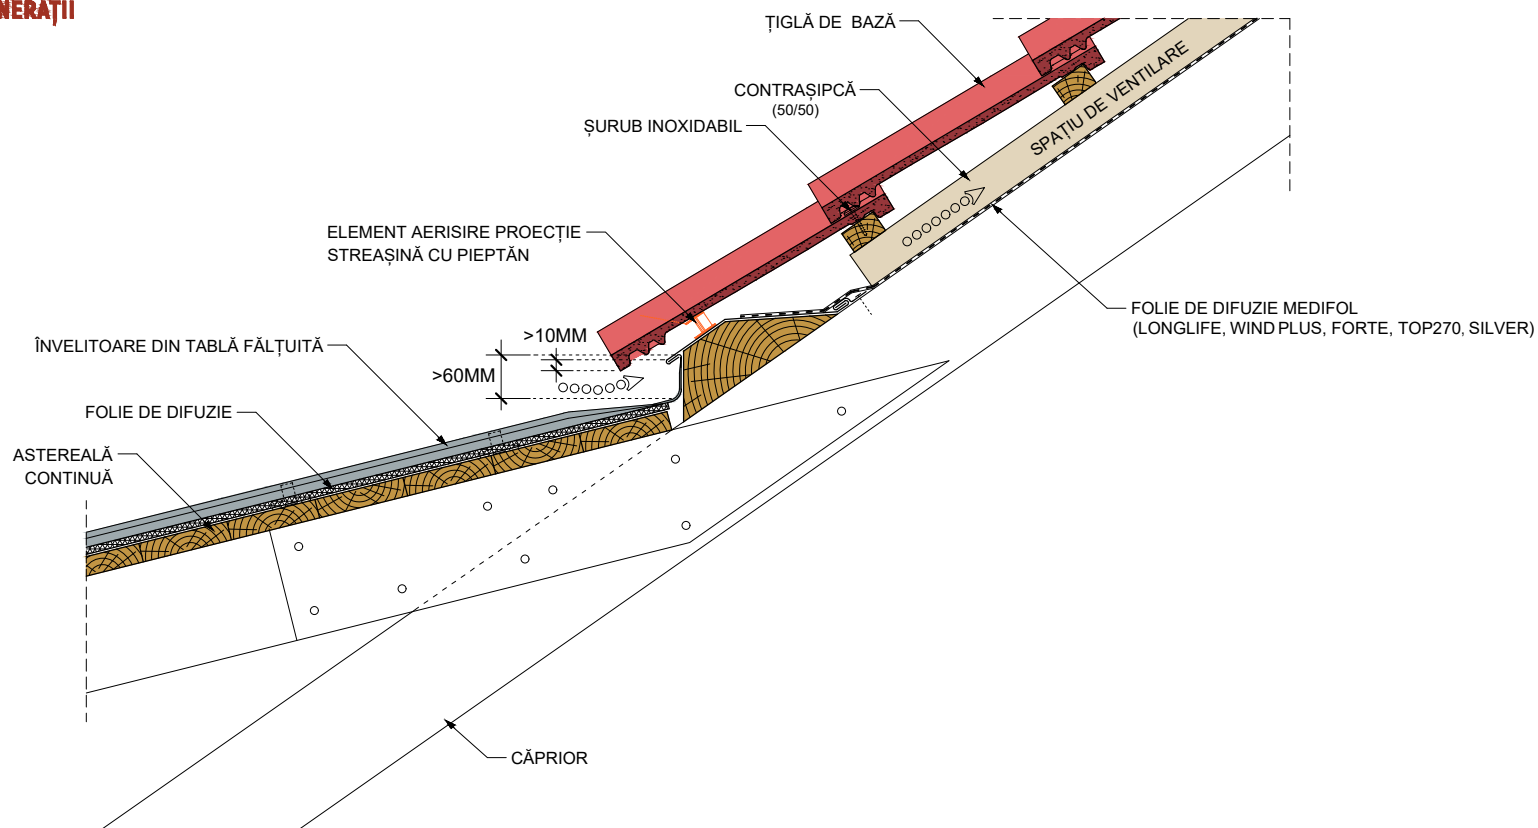 NERAȚII
ȚIGLĂ DE BAZĂ
CONTRAȘIPCĂ
(50/50)
ȘURUB INOXIDABIL
SPAȚIU DE VENTILARE
ELEMENT AERISIRE PROECȚIE
STREAȘINĂ CU PIEPTĂN
FOLIE DE DIFUZIE MEDIFOL
(LONGLIFE, WIND PLUS, FORTE, TOP270, SILVER)
>10MM
ÎNVELITOARE DIN TABLĂ FĂLȚUITĂ
>60MM
FOLIE DE DIFUZIE
ASTEREALĂ
CONTINUĂ
CĂPRIOR